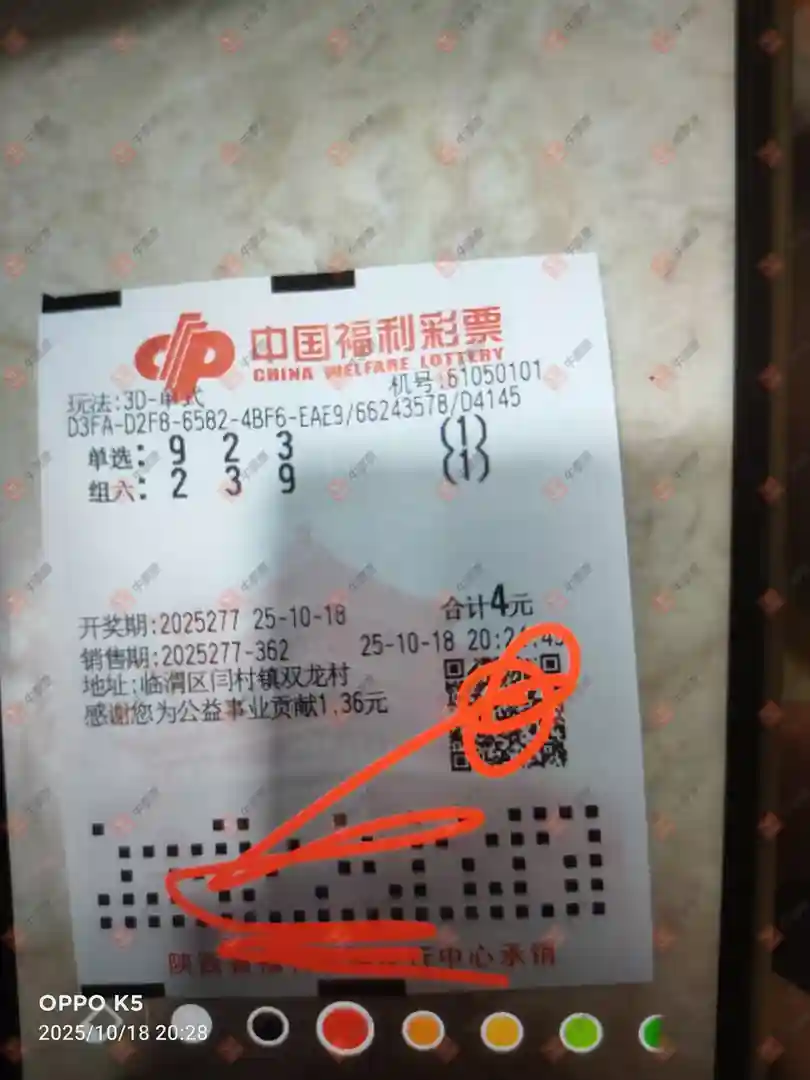 中国福利彩票
CHINA WELFARE LOTTERY
玩法:3D-单式 机号:61050101
D3FA-D2F8-6582-4BF6-EAE9/66243578/D4145
单选: 9 2 3 (1)
组六: 2 3 9 (1)
开奖期:2025277 25-10-18 合计4元
销售期:2025277-362 25-10-18
地址:临渭区闫村镇双龙村
感谢您为公益事业贡献1.36元
中心承销
OPPO K5
2025/10/18 20:28